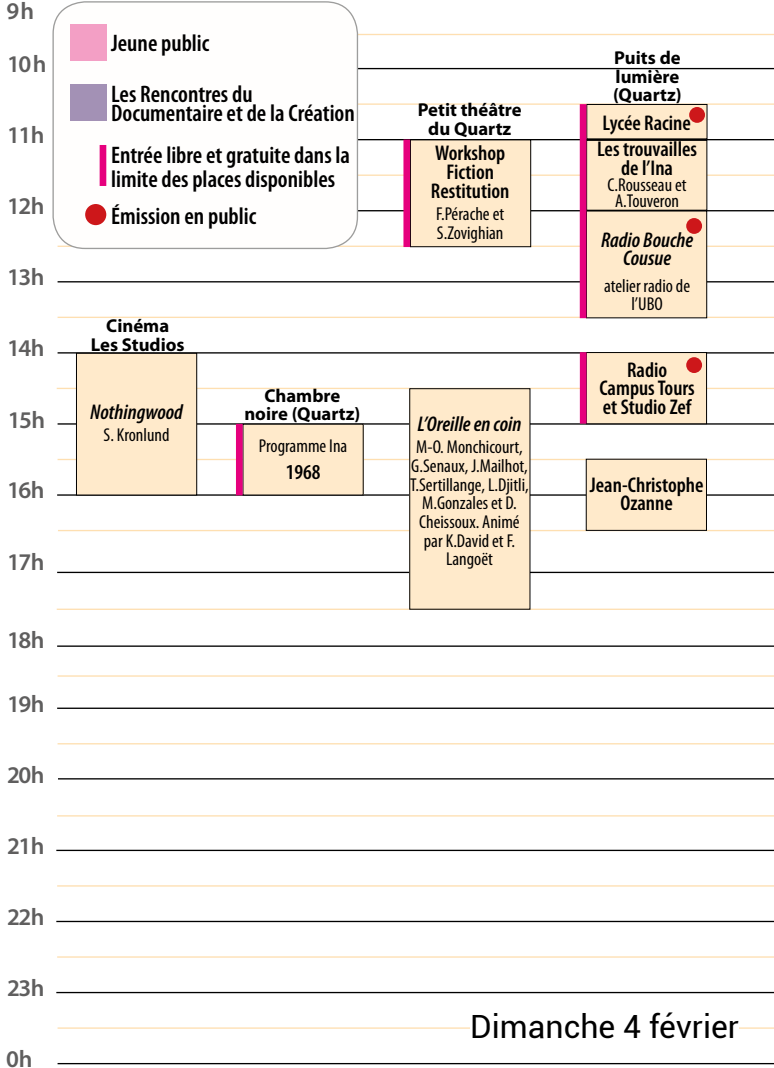 9h
10h
11h
12h
13h
14h
15h
16h
17h
18h
19h
20h
21h
22h
23h
0h
Jeune public
Les Rencontres du
Documentaire et de la Création
Entrée libre et gratuite dans la
limite des places disponibles
Émission en public
Cinéma
Les Studios
Nothingwood
S. Kronlund
Chambre
noire (Quartz)
Programme Ina
1968
Petit théâtre
du Quartz
Workshop
Fiction
Restitution
F.Pérache et
S.Zovighian
L'Oreille en coin
M-O. Monchicourt,
G.Senaux, J.Mailhot,
T.Sertillange, L.Djitli,
M.Gonzales et D.
Cheissoux. Animé
par K.David et F.
Langoët
Puits de
lumière
(Quartz)
Lycée Racine
Les trouvailles
de l'Ina
C.Rousseau et
A.Touveron
Radio Bouche
Cousue
atelier radio de
l'UBO
Radio
Campus Tours
et Studio Zef
Jean-Christophe
Ozanne
Dimanche 4 février